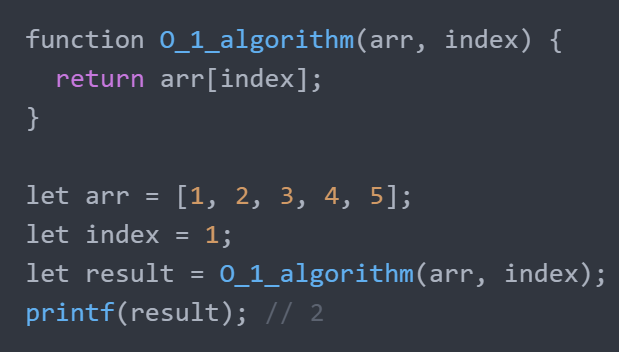 function O_1_algorithm(arr, index) {
  return arr[index];
}

let arr = [1, 2, 3, 4, 5];
let index = 1;
let result = O_1_algorithm(arr, index);
printf(result); // 2